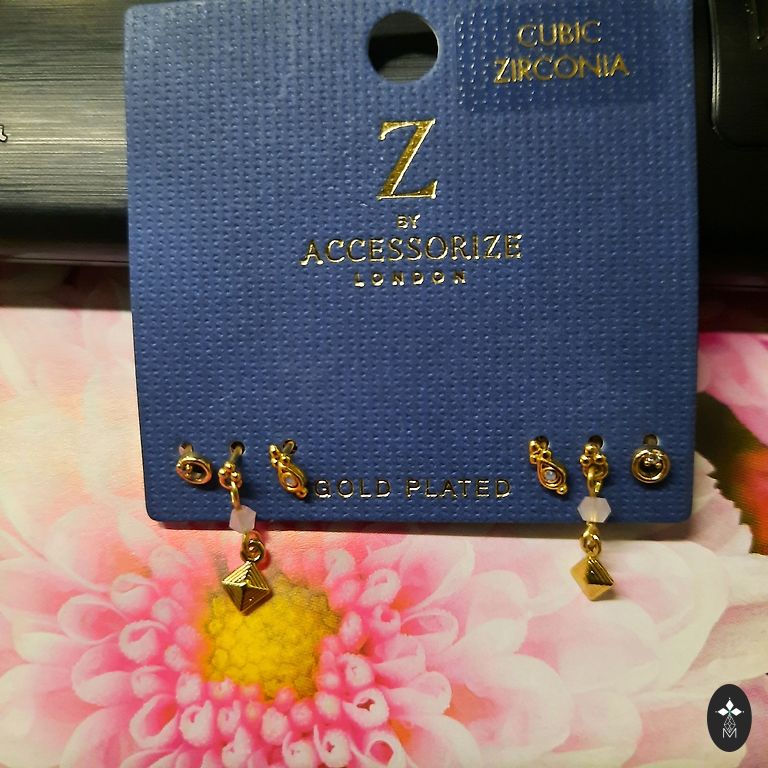 CUBIC
ZIRCONIA
Z
BY
ACCESSORIZE
LONDON
GOLD PLATED
M